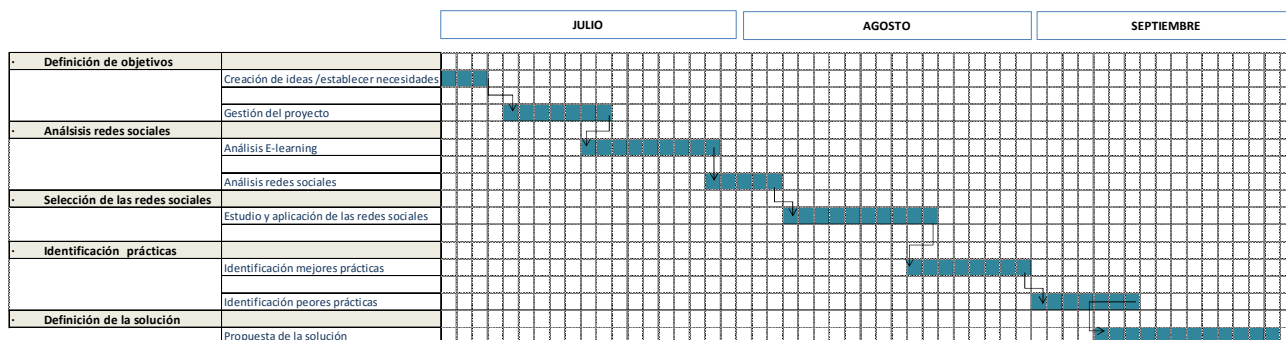 JULIO AGOSTO SEPTIEMBRE
· Definición de objetivos
Creación de ideas /establecer necesidades
Gestión del proyecto
· Análsisis redes sociales
Análisis E-learning
Análisis redes sociales
· Selección de las redes sociales
Estudio y aplicación de las redes sociales
· Identificación prácticas
Identificación mejores prácticas
Identificación peores prácticas
· Definición de la solución
Propuesta de la solución